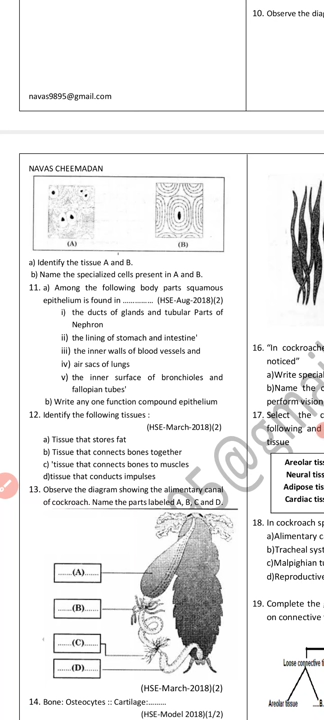 10. Observe the dia
navas9895@gmail.com
NAVAS CHEEMADAN
(A)
(B)
a) Identify the tissue A and B.
b) Name the specialized cells present in A and B.
11. a) Among the following body parts squamous
epithelium is found in .............. (HSE-Aug-2018)(2)
i) the ducts of glands and tubular Parts of
Nephron
ii) the lining of stomach and intestine'
iii) the inner walls of blood vessels and
iv) air sacs of lungs
v) the inner surface of bronchioles and
fallopian tubes'
b) Write any one function compound epithelium
12. Identify the following tissues :
(HSE-March-2018)(2)
a) Tissue that stores fat
b) Tissue that connects bones together
c) 'tissue that connects bones to muscles
d)tissue that conducts impulses
13. Observe the diagram showing the alimentary canal
of cockroach. Name the parts labeled A, B, C and D.
.......(A).......
.......(B).......
.......(C).......
.......(D).......
(HSE-March-2018)(2)
14. Bone: Osteocytes :: Cartilage:.........
(HSE-Model 2018)(1/2)
16. "In cockroache
noticed"
a)Write special
b)Name the
perform vision
17. Select the c
following and
tissue
Areolar tiss
Neural tiss
Adipose tis
Cardiac tiss
18. In cockroach sp
a)Alimentary c
b)Tracheal syst
c)Malpighian tu
d)Reproductive
19. Complete the
on connective
Loose connective ti
Areolar tissue ....B